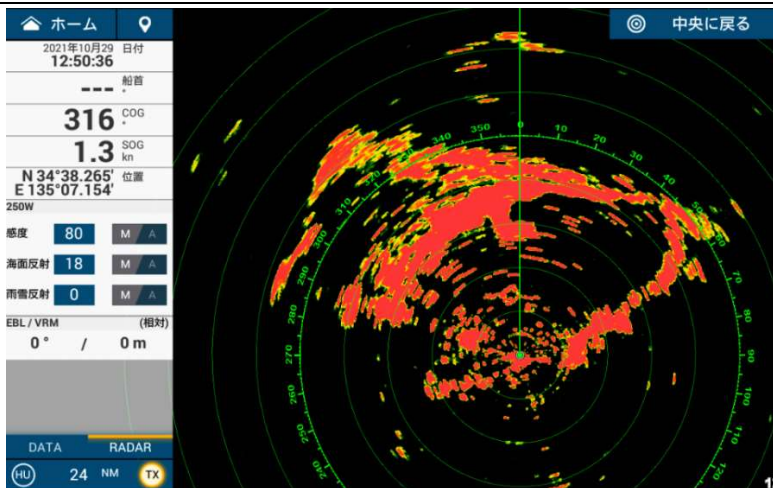 ホーム
中央に戻る
2021年10月29 日付
12:50:36
--- 船首 °
316 COG °
1.3 SOG kn
N 34°38.265' 位置
E 135°07.154'
250W
感度 80 M / A
海面反射 18 M / A
雨雪反射 0 M / A
EBL / VRM (相対)
0 ° / 0 m
DATA RADAR
HU 24 NM TX
340 350 0 10 20 30 40 50 60 70 80 90 100 110 120
330 320 310 300 290 280 270 260 250 240
1